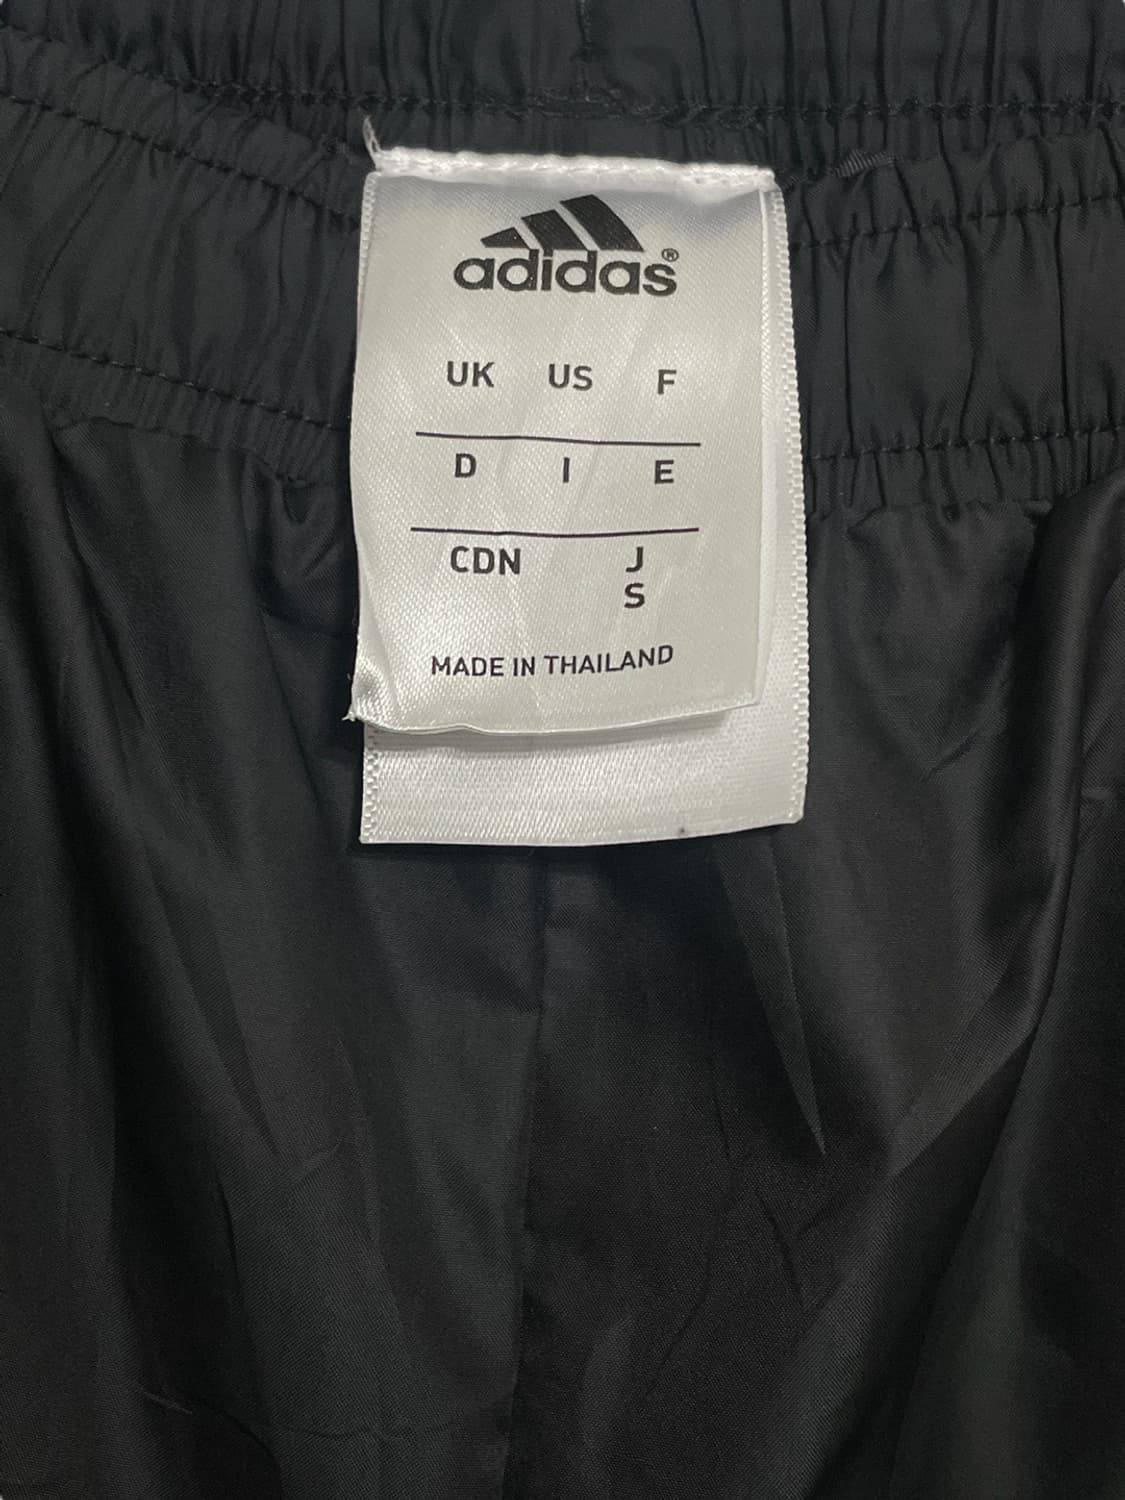 adidas®
UK US F
D I E
CDN J
S
MADE IN THAILAND